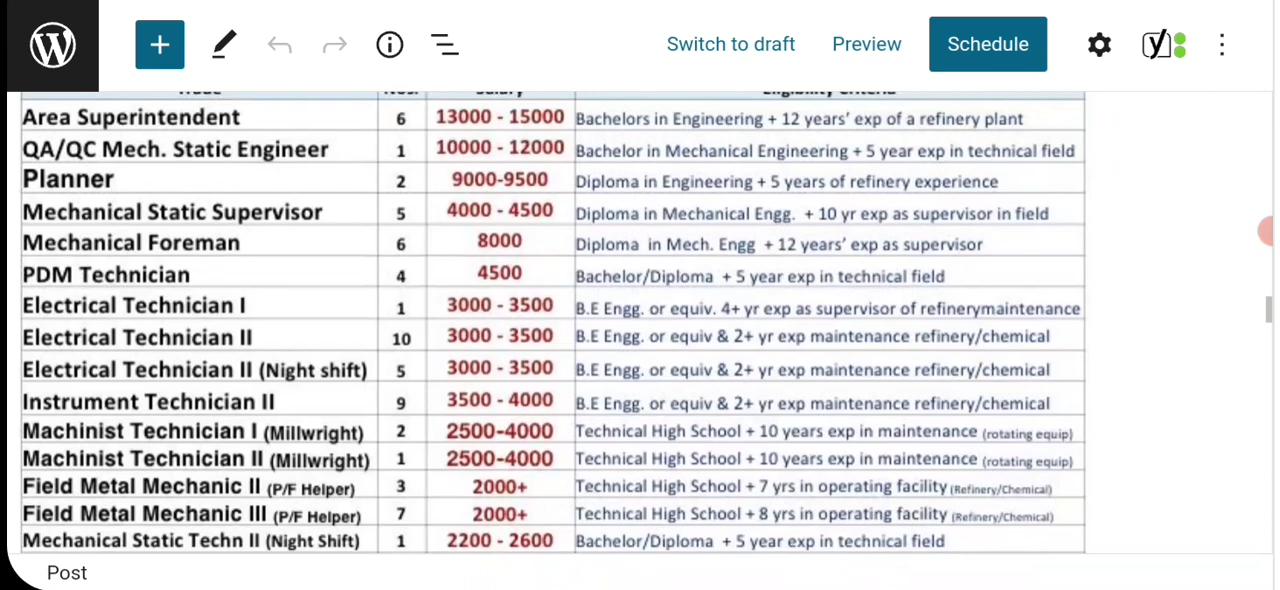 Switch to draft Preview Schedule
Trade Nos. Salary Eligibility Criteria
Area Superintendent 6 13000 - 15000 Bachelors in Engineering + 12 years’ exp of a refinery plant
QA/QC Mech. Static Engineer 1 10000 - 12000 Bachelor in Mechanical Engineering + 5 year exp in technical field
Planner 2 9000-9500 Diploma in Engineering + 5 years of refinery experience
Mechanical Static Supervisor 5 4000 - 4500 Diploma in Mechanical Engg. + 10 yr exp as supervisor in field
Mechanical Foreman 6 8000 Diploma in Mech. Engg + 12 years’ exp as supervisor
PDM Technician 4 4500 Bachelor/Diploma + 5 year exp in technical field
Electrical Technician I 1 3000 - 3500 B.E Engg. or equiv. 4+ yr exp as supervisor of refinerymaintenance
Electrical Technician II 10 3000 - 3500 B.E Engg. or equiv & 2+ yr exp maintenance refinery/chemical
Electrical Technician II (Night shift) 5 3000 - 3500 B.E Engg. or equiv & 2+ yr exp maintenance refinery/chemical
Instrument Technician II 9 3500 - 4000 B.E Engg. or equiv & 2+ yr exp maintenance refinery/chemical
Machinist Technician I (Millwright) 2 2500-4000 Technical High School + 10 years exp in maintenance (rotating equip)
Machinist Technician II (Millwright) 1 2500-4000 Technical High School + 10 years exp in maintenance (rotating equip)
Field Metal Mechanic II (P/F Helper) 3 2000+ Technical High School + 7 yrs in operating facility (Refinery/Chemical)
Field Metal Mechanic III (P/F Helper) 7 2000+ Technical High School + 8 yrs in operating facility (Refinery/Chemical)
Mechanical Static Techn II (Night Shift) 1 2200 - 2600 Bachelor/Diploma + 5 year exp in technical field
Post